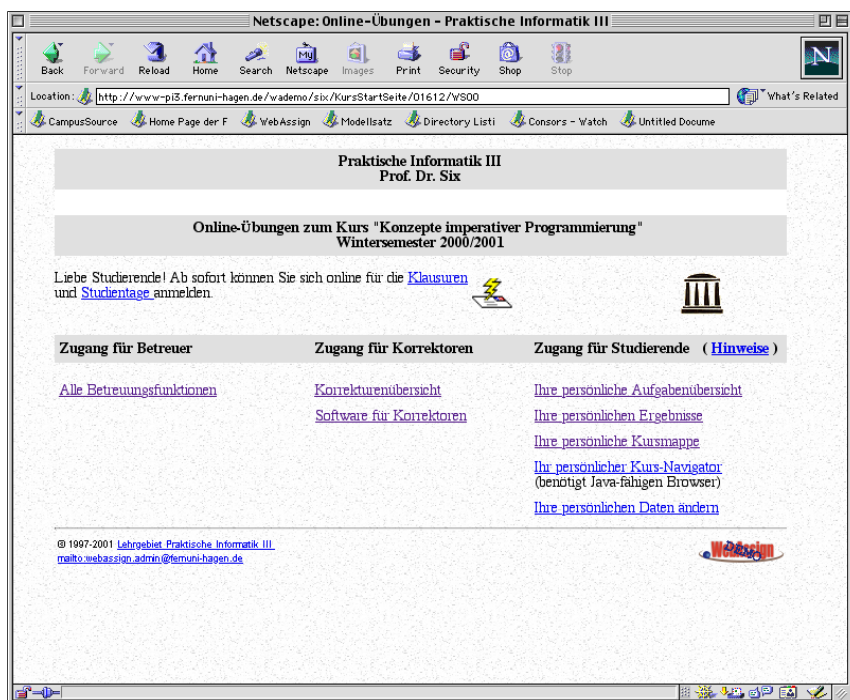 Netscape: Online-Übungen - Praktische Informatik III
Back Forward Reload Home Search Netscape Images Print Security Shop Stop
Location: http://www-pi3.fernuni-hagen.de/wademo/six/KursStartSeite/01612/WS00 What's Related
CampusSource Home Page der F WebAssign Modellsatz Directory Listi Consors - Watch Untitled Docume
Praktische Informatik III
Prof. Dr. Six
Online-Übungen zum Kurs "Konzepte imperativer Programmierung"
Wintersemester 2000/2001
Liebe Studierende! Ab sofort können Sie sich online für die Klausuren
und Studientage anmelden.
Zugang für Betreuer Zugang für Korrektoren Zugang für Studierende ( Hinweise )
Alle Betreuungsfunktionen Korrekturenübersicht Ihre persönliche Aufgabenübersicht
Software für Korrektoren Ihre persönlichen Ergebnisse
Ihre persönliche Kursmappe
Ihr persönlicher Kurs-Navigator
(benötigt Java-fähigen Browser)
Ihre persönlichen Daten ändern
© 1997-2001 Lehrgebiet Praktische Informatik III
mailto:webassign.admin@fernuni-hagen.de
WebAssign DEMO